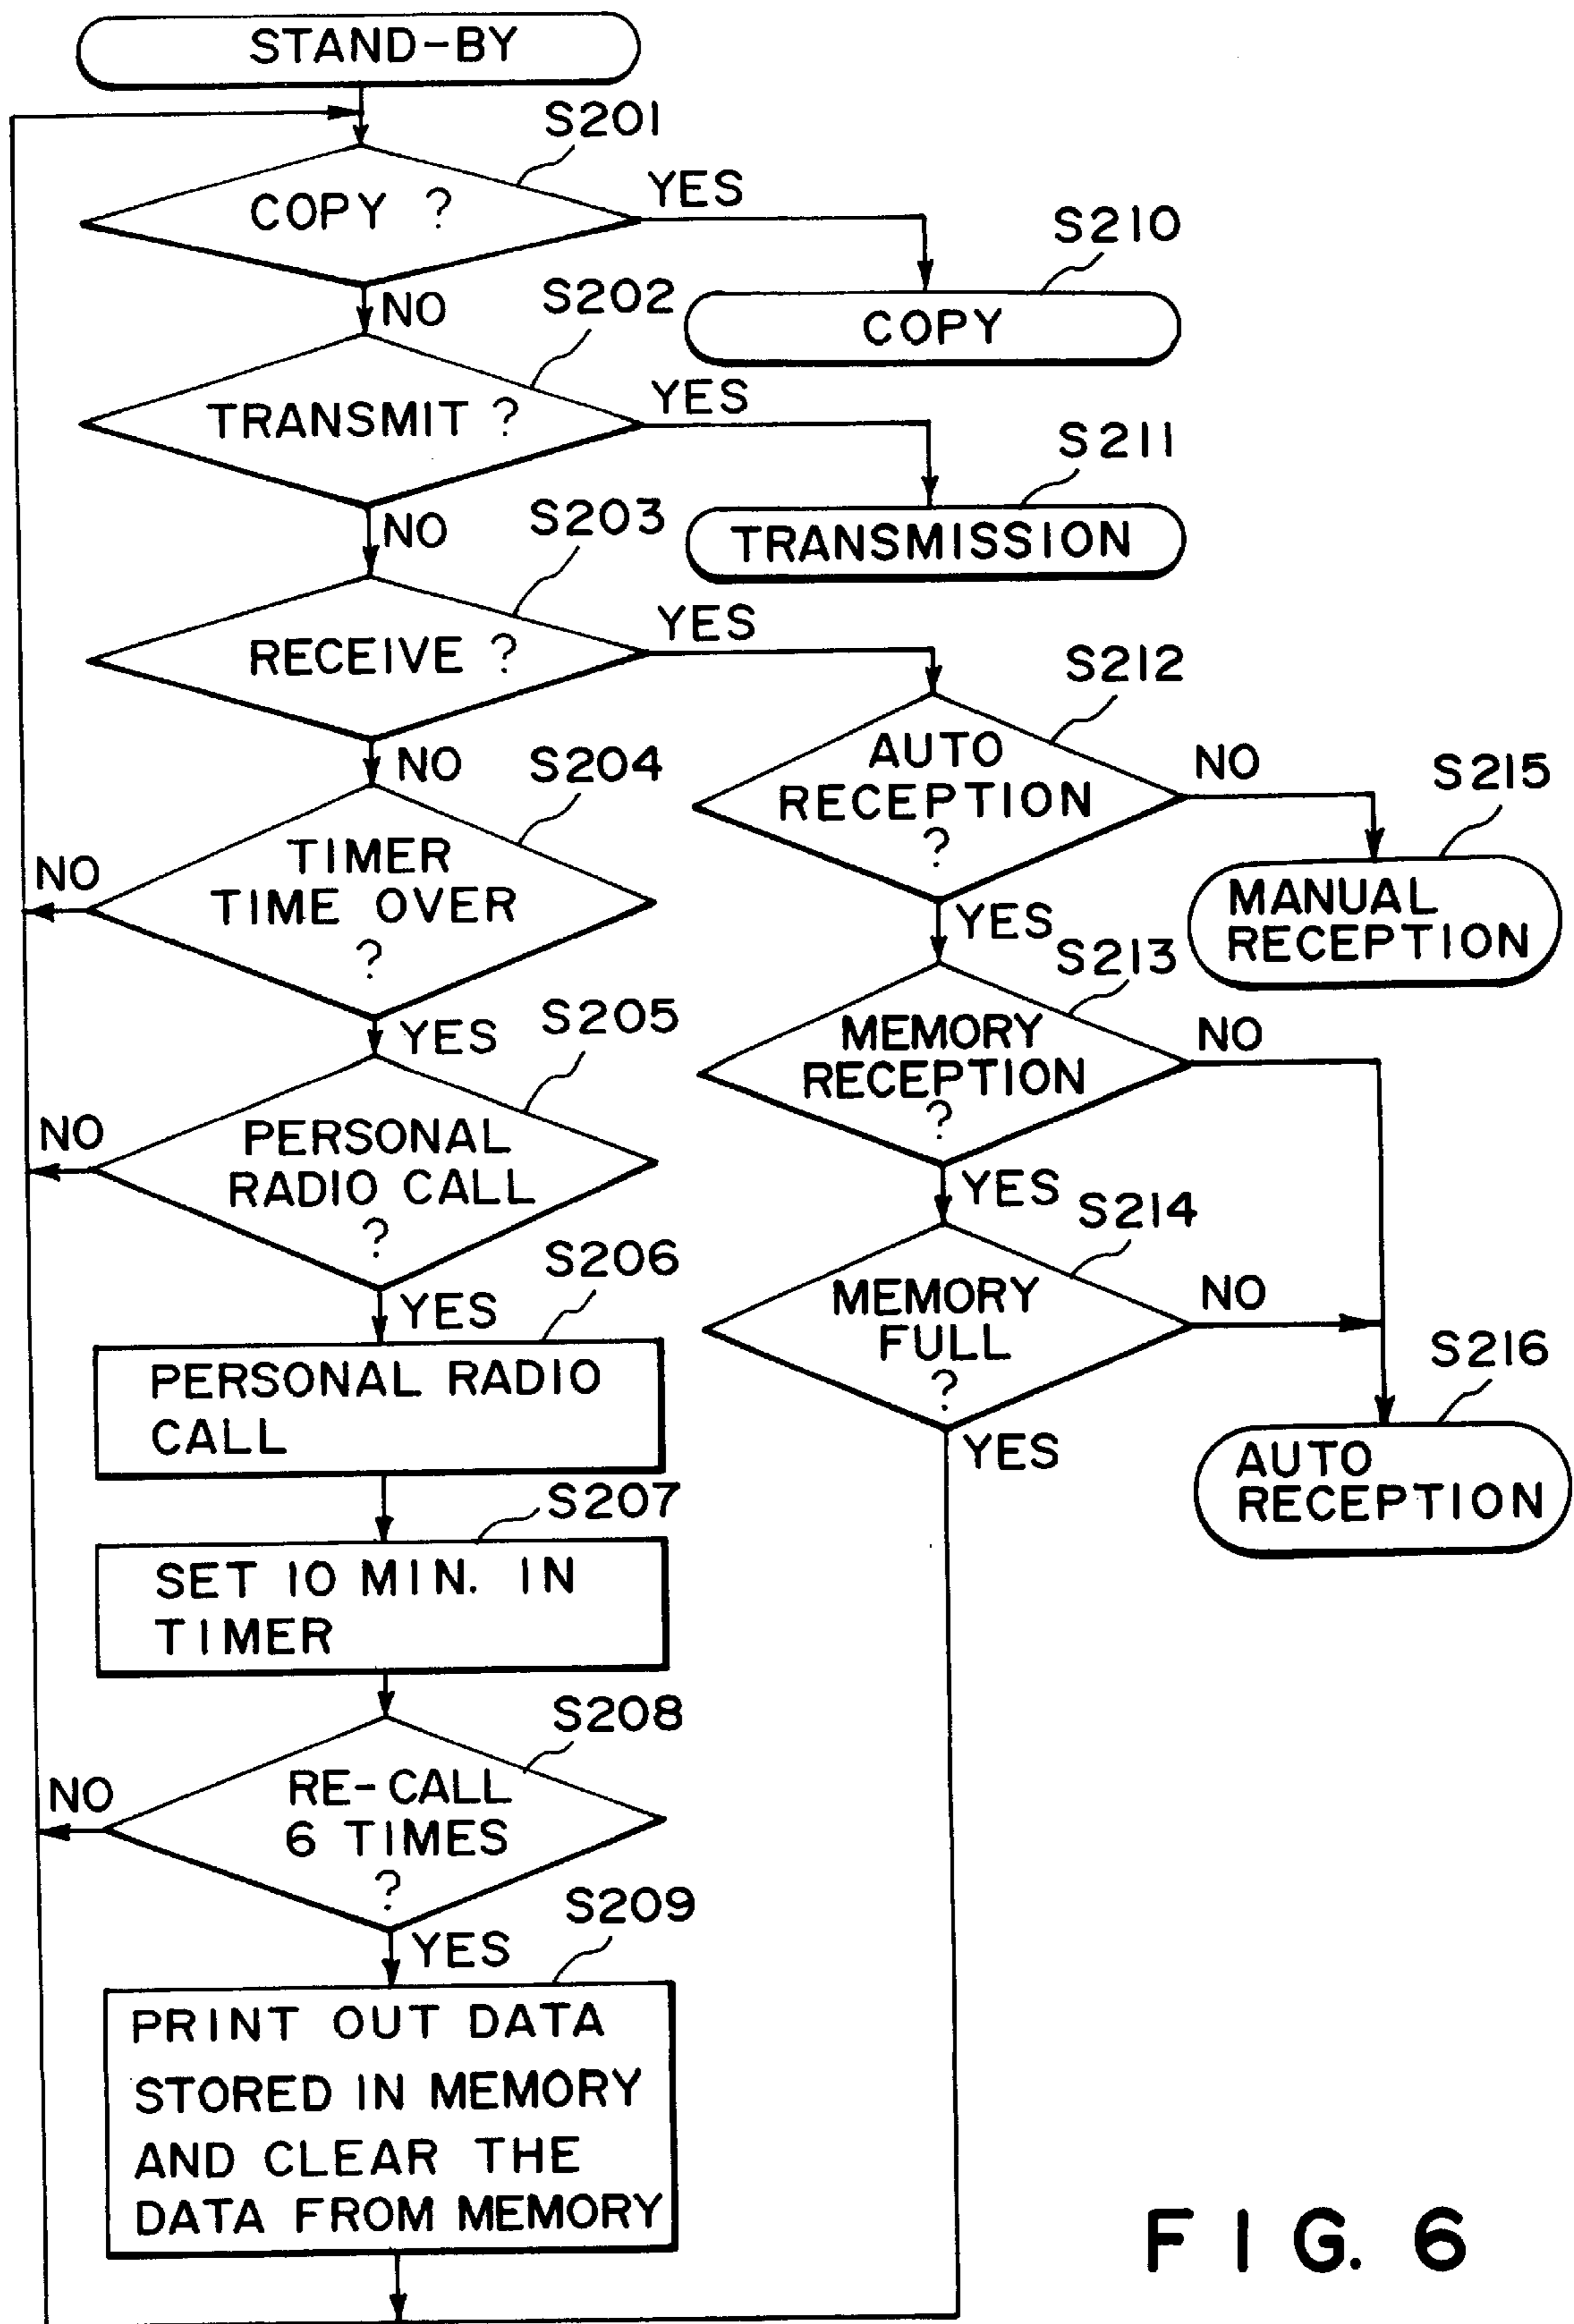 STAND-BY
S201
COPY ?
YES
S210
COPY
NO
S202
TRANSMIT ?
YES
S211
TRANSMISSION
NO
S203
RECEIVE ?
YES
S212
AUTO
RECEPTION
?
NO
S215
MANUAL
RECEPTION
YES
S213
MEMORY
RECEPTION
?
NO
YES
S214
MEMORY
FULL
?
NO
S216
AUTO
RECEPTION
YES
NO
S204
TIMER
TIME OVER
?
NO
YES
S205
PERSONAL
RADIO CALL
?
NO
YES
S206
PERSONAL RADIO
CALL
S207
SET 10 MIN. IN
TIMER
S208
RE-CALL
6 TIMES
?
NO
YES
S209
PRINT OUT DATA
STORED IN MEMORY
AND CLEAR THE
DATA FROM MEMORY
FIG. 6